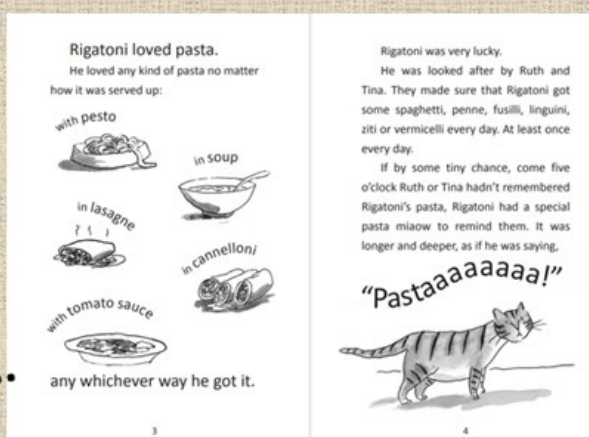 Rigatoni loved pasta.
He loved any kind of pasta no matter
how it was served up:
with pesto
in soup
in lasagne
in cannelloni
with tomato sauce
any whichever way he got it.
3
Rigatoni was very lucky.
He was looked after by Ruth and
Tina. They made sure that Rigatoni got
some spaghetti, penne, fusilli, linguini,
ziti or vermicelli every day. At least once
every day.
If by some tiny chance, come five
o'clock Ruth or Tina hadn't remembered
Rigatoni's pasta, Rigatoni had a special
pasta miaow to remind them. It was
longer and deeper, as if he was saying,
“Pastaaaaaaaaa!”
4